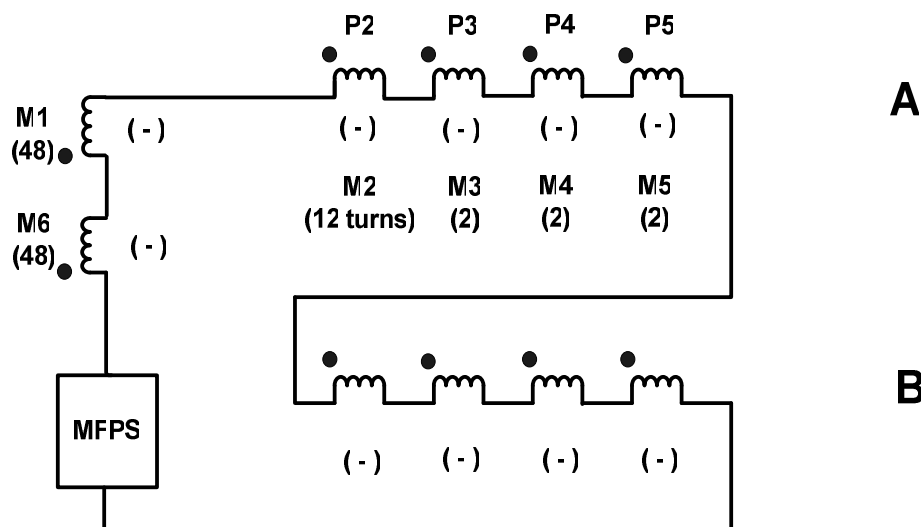 P2 P3 P4 P5
A
M1
(48)
( - ) ( - ) ( - ) ( - ) ( - )
M2 M3 M4 M5
(12 turns) (2) (2) (2)
M6
(48)
( - )
B
MFPS
( - ) ( - ) ( - ) ( - )